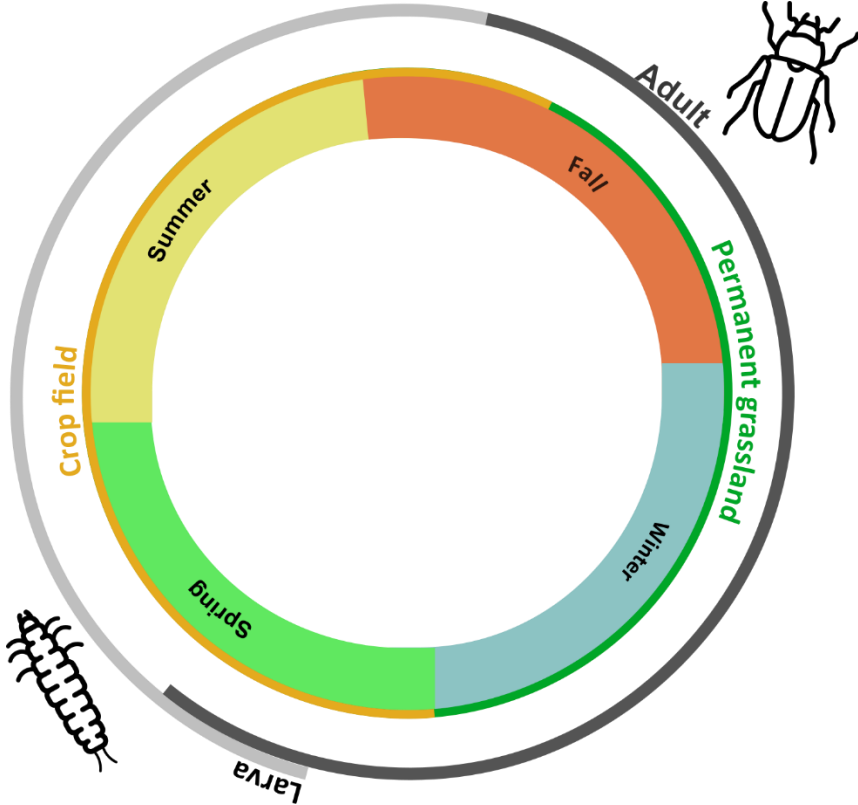 Adult
Fall
Summer
Permanent grassland
Crop field
Winter
Spring
Larva